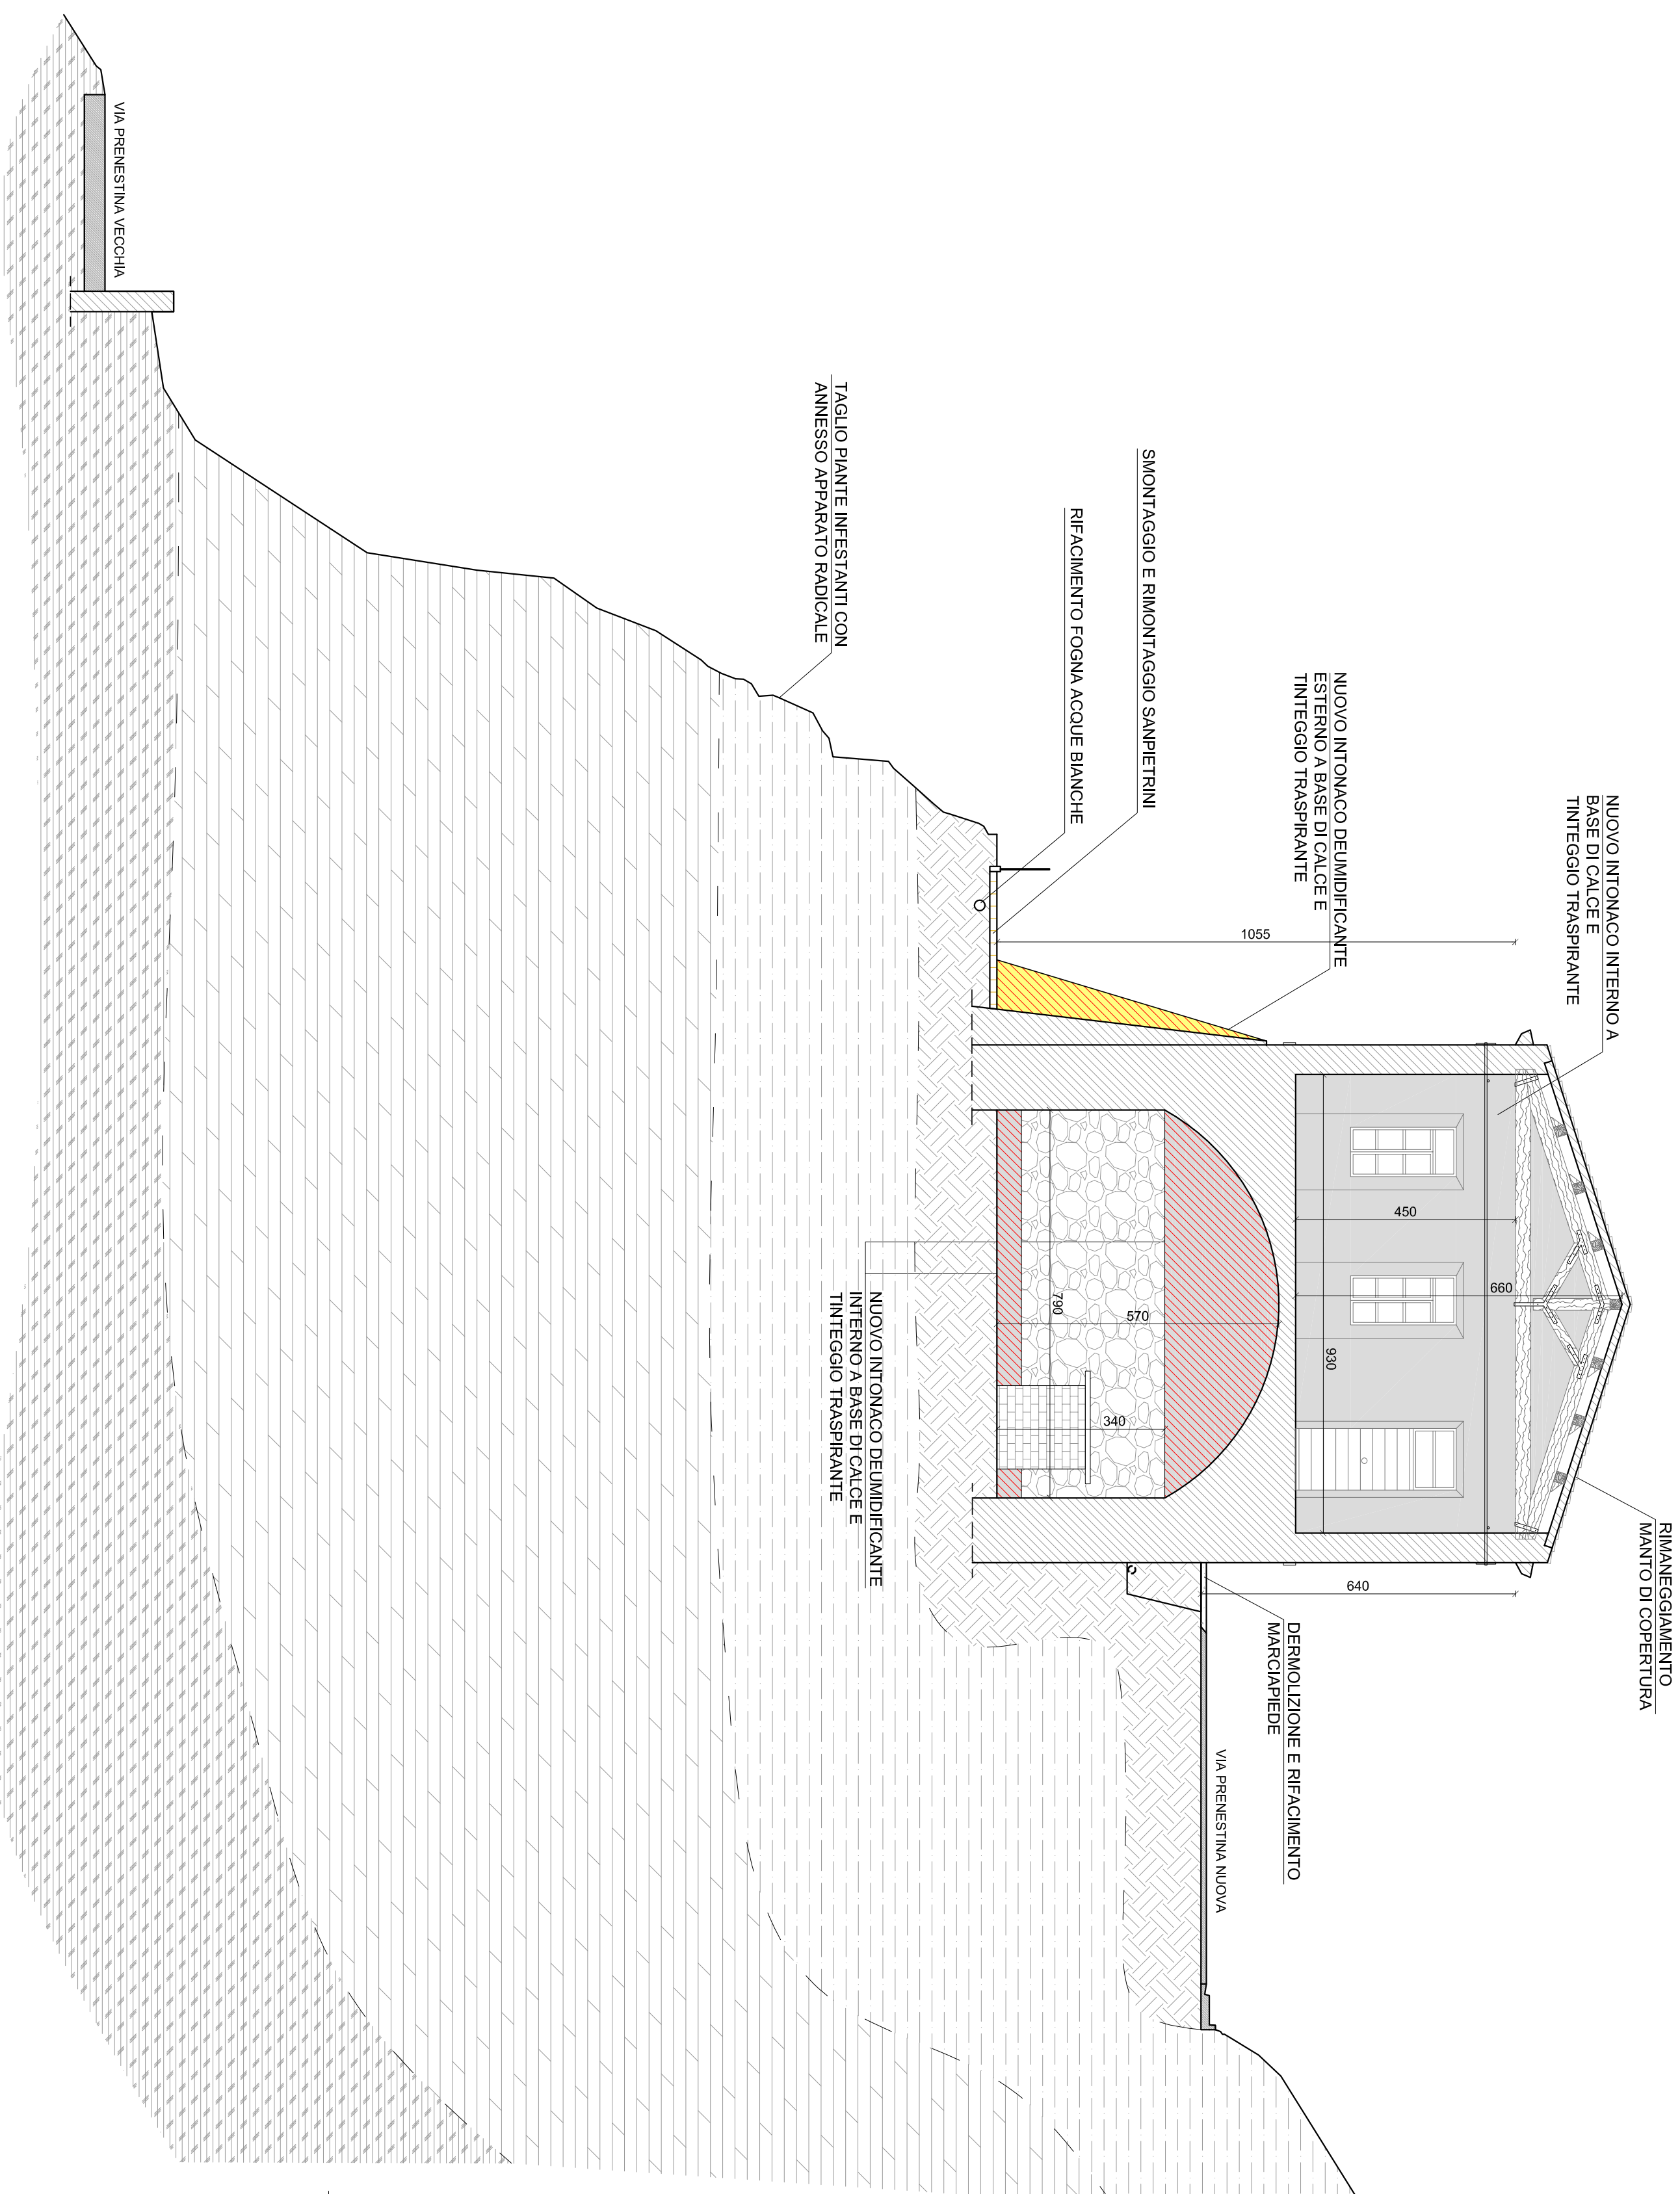 RIMANEGGIAMENTO
MANTO DI COPERTURA
NUOVO INTONACO INTERNO A
BASE DI CALCE E
TINTEGGIO TRASPIRANTE
NUOVO INTONACO DEUMIDIFICANTE
ESTERNO A BASE DI CALCE E
TINTEGGIO TRASPIRANTE
SMONTAGGIO E RIMONTAGGIO SANPIETRINI
RIFACIMENTO FOGNA ACQUE BIANCHE
TAGLIO PIANTE INFESTANTI CON
ANNESSO APPARATO RADICALE
1055
450
660
930
640
570
790
340
DERMOLIZIONE E RIFACIMENTO
MARCIAPIEDE
VIA PRENESTINA NUOVA
NUOVO INTONACO DEUMIDIFICANTE
INTERNO A BASE DI CALCE E
TINTEGGIO TRASPIRANTE
VIA PRENESTINA VECCHIA